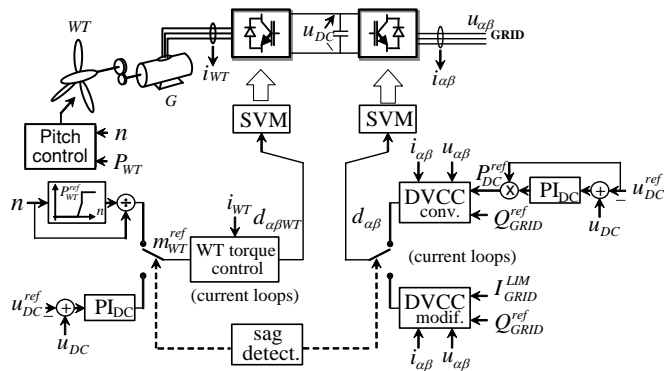 WT
G
i_WT
u_DC
u_αβ
GRID
i_αβ
Pitch
control
n
P_WT
SVM
SVM
n
P_WT^ref
n
÷
m_WT^ref
i_WT
d_αβWT
WT torque
control
(current loops)
u_DC^ref
−
+
u_DC
PI_DC
sag
detect.
d_αβ
i_αβ
u_αβ
DVCC
conv.
P_DC^ref
x
PI_DC
+
−
u_DC^ref
u_DC
Q_GRID^ref
(current loops)
DVCC
modif.
I_GRID^LIM
Q_GRID^ref
i_αβ
u_αβ